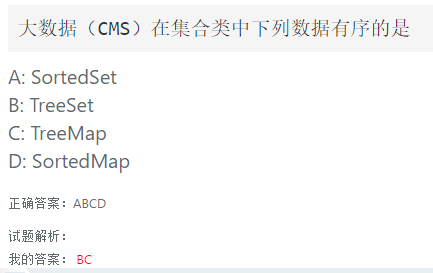 大数据（CMS）在集合类中下列数据有序的是
A: SortedSet
B: TreeSet
C: TreeMap
D: SortedMap
正确答案：ABCD
试题解析：
我的答案： BC